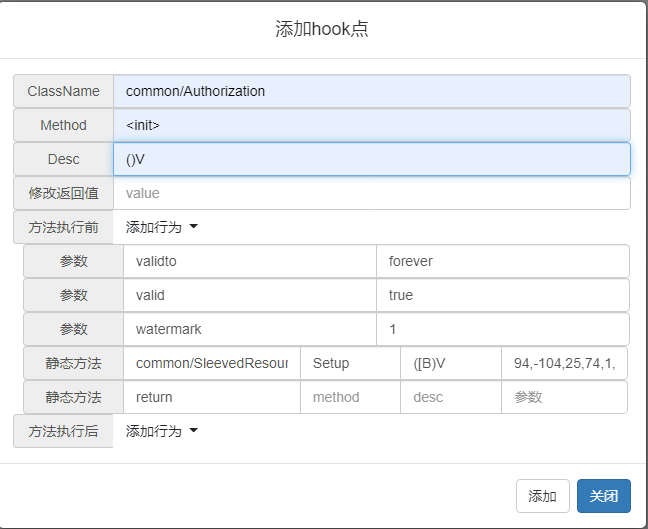 添加hook点
ClassName common/Authorization
Method <init>
Desc ()V
修改返回值 value
方法执行前 添加行为
参数 validto forever
参数 valid true
参数 watermark 1
静态方法 common/SleevedResour Setup ([B)V 94,-104,25,74,1,
静态方法 return method desc 参数
方法执行后 添加行为
添加 关闭